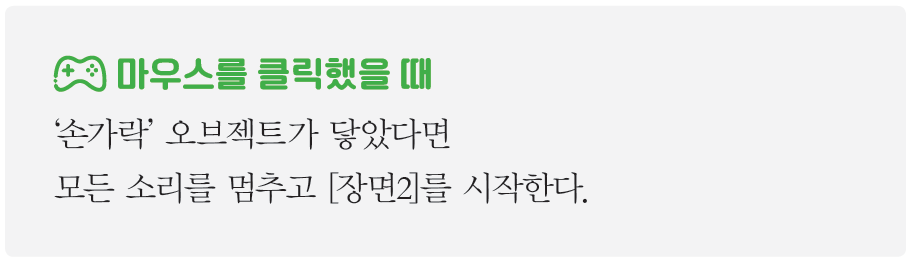 마우스를 클릭했을 때
‘손가락’ 오브젝트가 닿았다면
모든 소리를 멈추고 [장면2]를 시작한다.